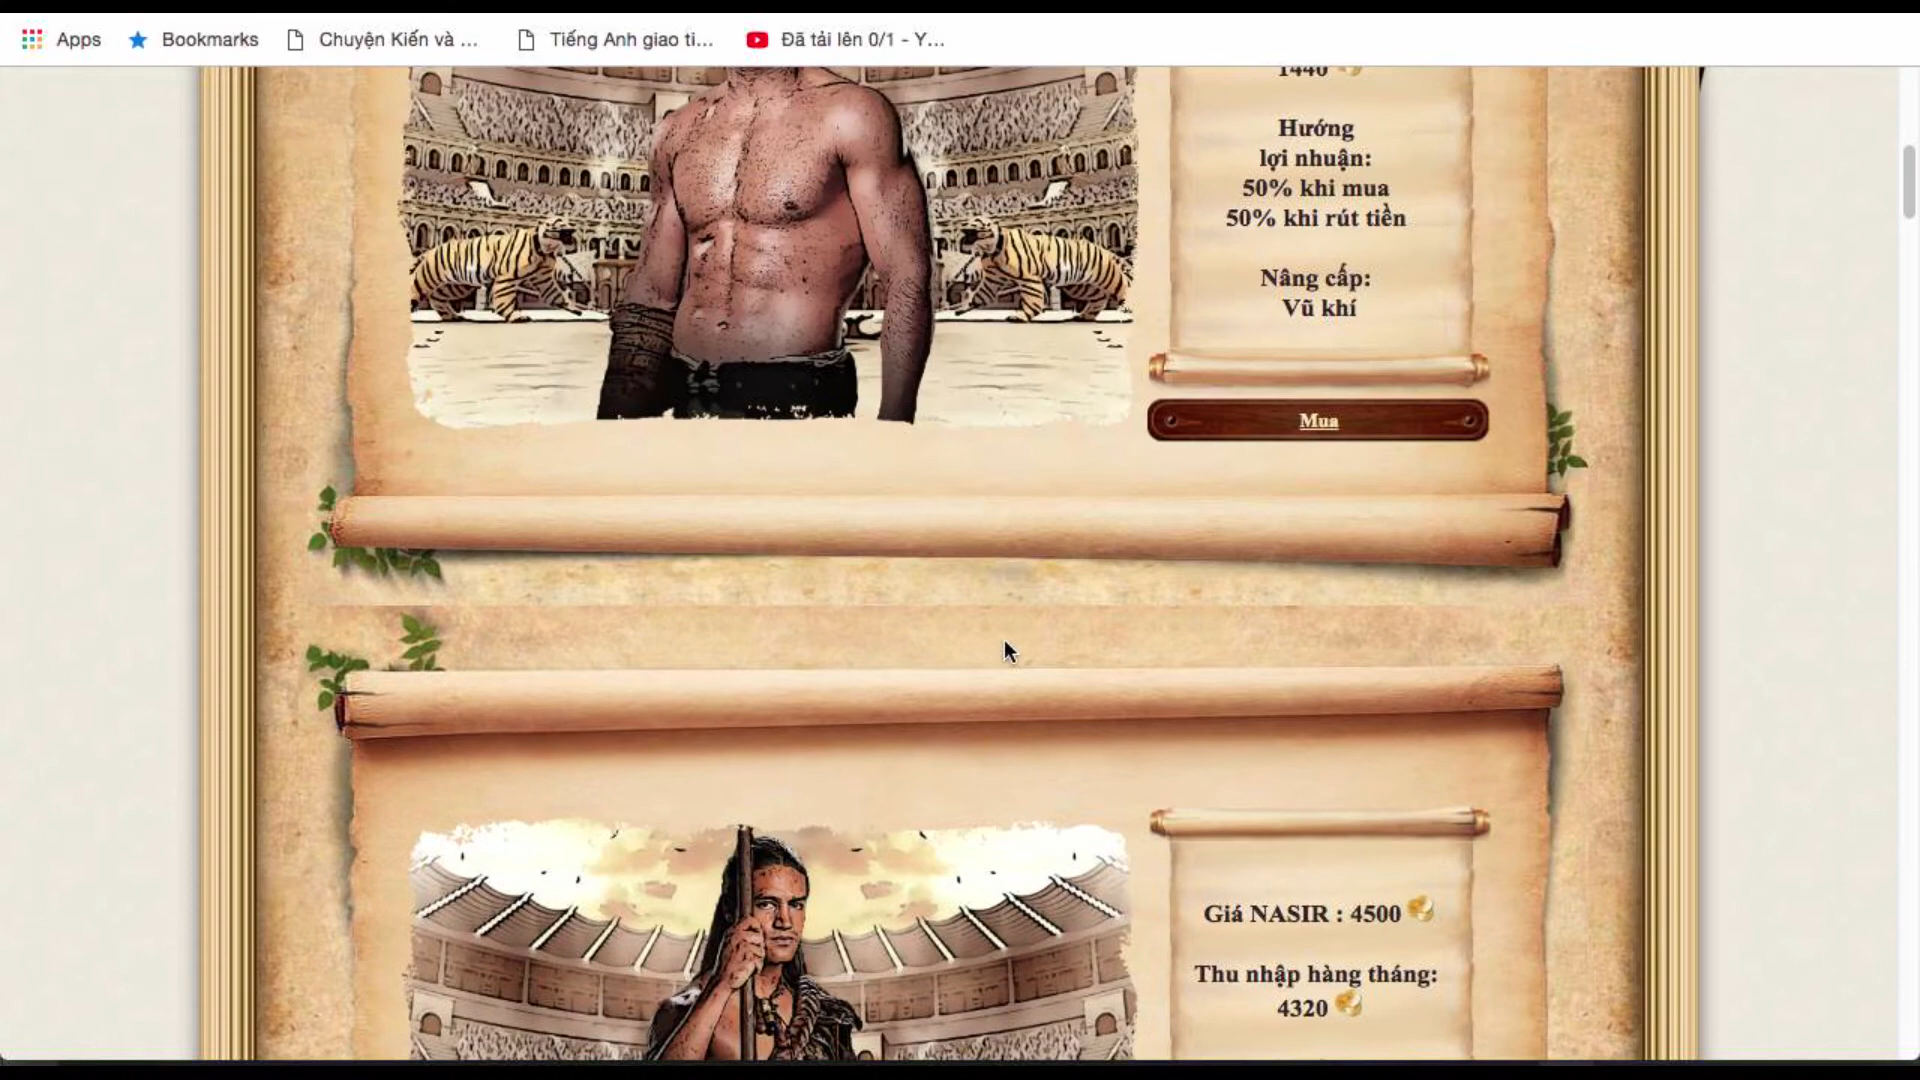 Apps
Bookmarks
Chuyện Kiến và ...
Tiếng Anh giao ti...
Đã tải lên 0/1 - Y...
1440
Hướng
lợi nhuận:
50% khi mua
50% khi rút tiền
Nâng cấp:
Vũ khí
Mua
Giá NASIR : 4500
Thu nhập hàng tháng:
4320